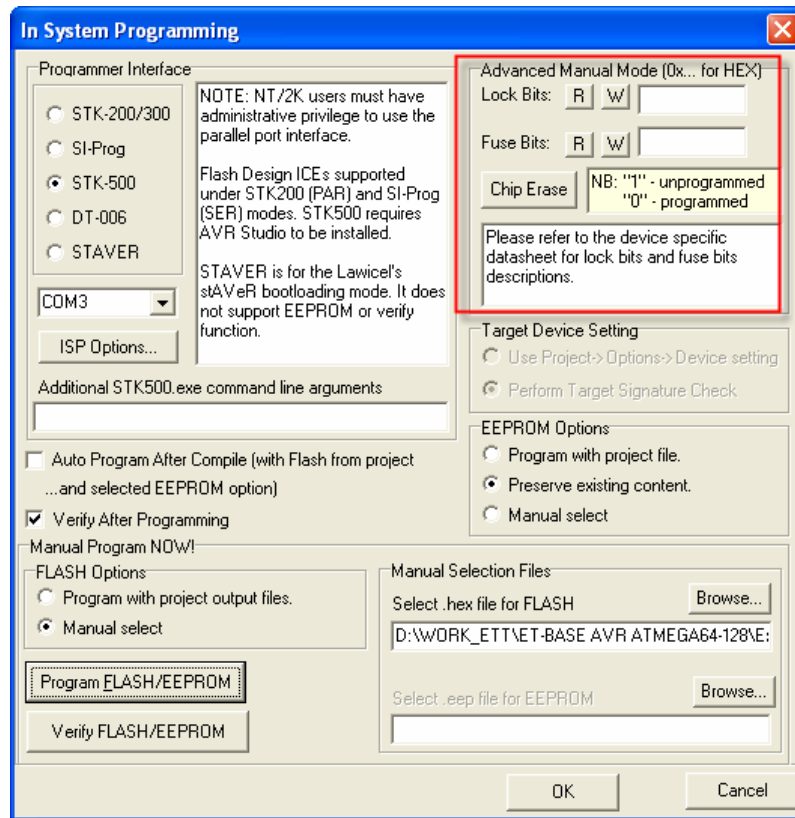 In System Programming
Programmer Interface
STK-200/300
SI-Prog
STK-500
DT-006
STAVER
COM3
ISP Options...
NOTE: NT/2K users must have
administrative privilege to use the
parallel port interface.
Flash Design ICEs supported
under STK200 (PAR) and SI-Prog
(SER) modes. STK500 requires
AVR Studio to be installed.
STAVER is for the Lawicel's
stAVeR bootloading mode. It does
not support EEPROM or verify
function.
Additional STK500.exe command line arguments
Auto Program After Compile (with Flash from project
...and selected EEPROM option)
Verify After Programming
Advanced Manual Mode (0x... for HEX)
Lock Bits: R W
Fuse Bits: R W
Chip Erase
NB: "1" - unprogrammed
"0" - programmed
Please refer to the device specific
datasheet for lock bits and fuse bits
descriptions.
Target Device Setting
Use Project->Options->Device setting
Perform Target Signature Check
EEPROM Options
Program with project file.
Preserve existing content.
Manual select
Manual Program NOW!
FLASH Options
Program with project output files.
Manual select
Program FLASH/EEPROM
Verify FLASH/EEPROM
Manual Selection Files
Select .hex file for FLASH
Browse...
D:\WORK_ETT\ET-BASE AVR ATMEGA64-128\E:
Select .eep file for EEPROM
Browse...
OK
Cancel